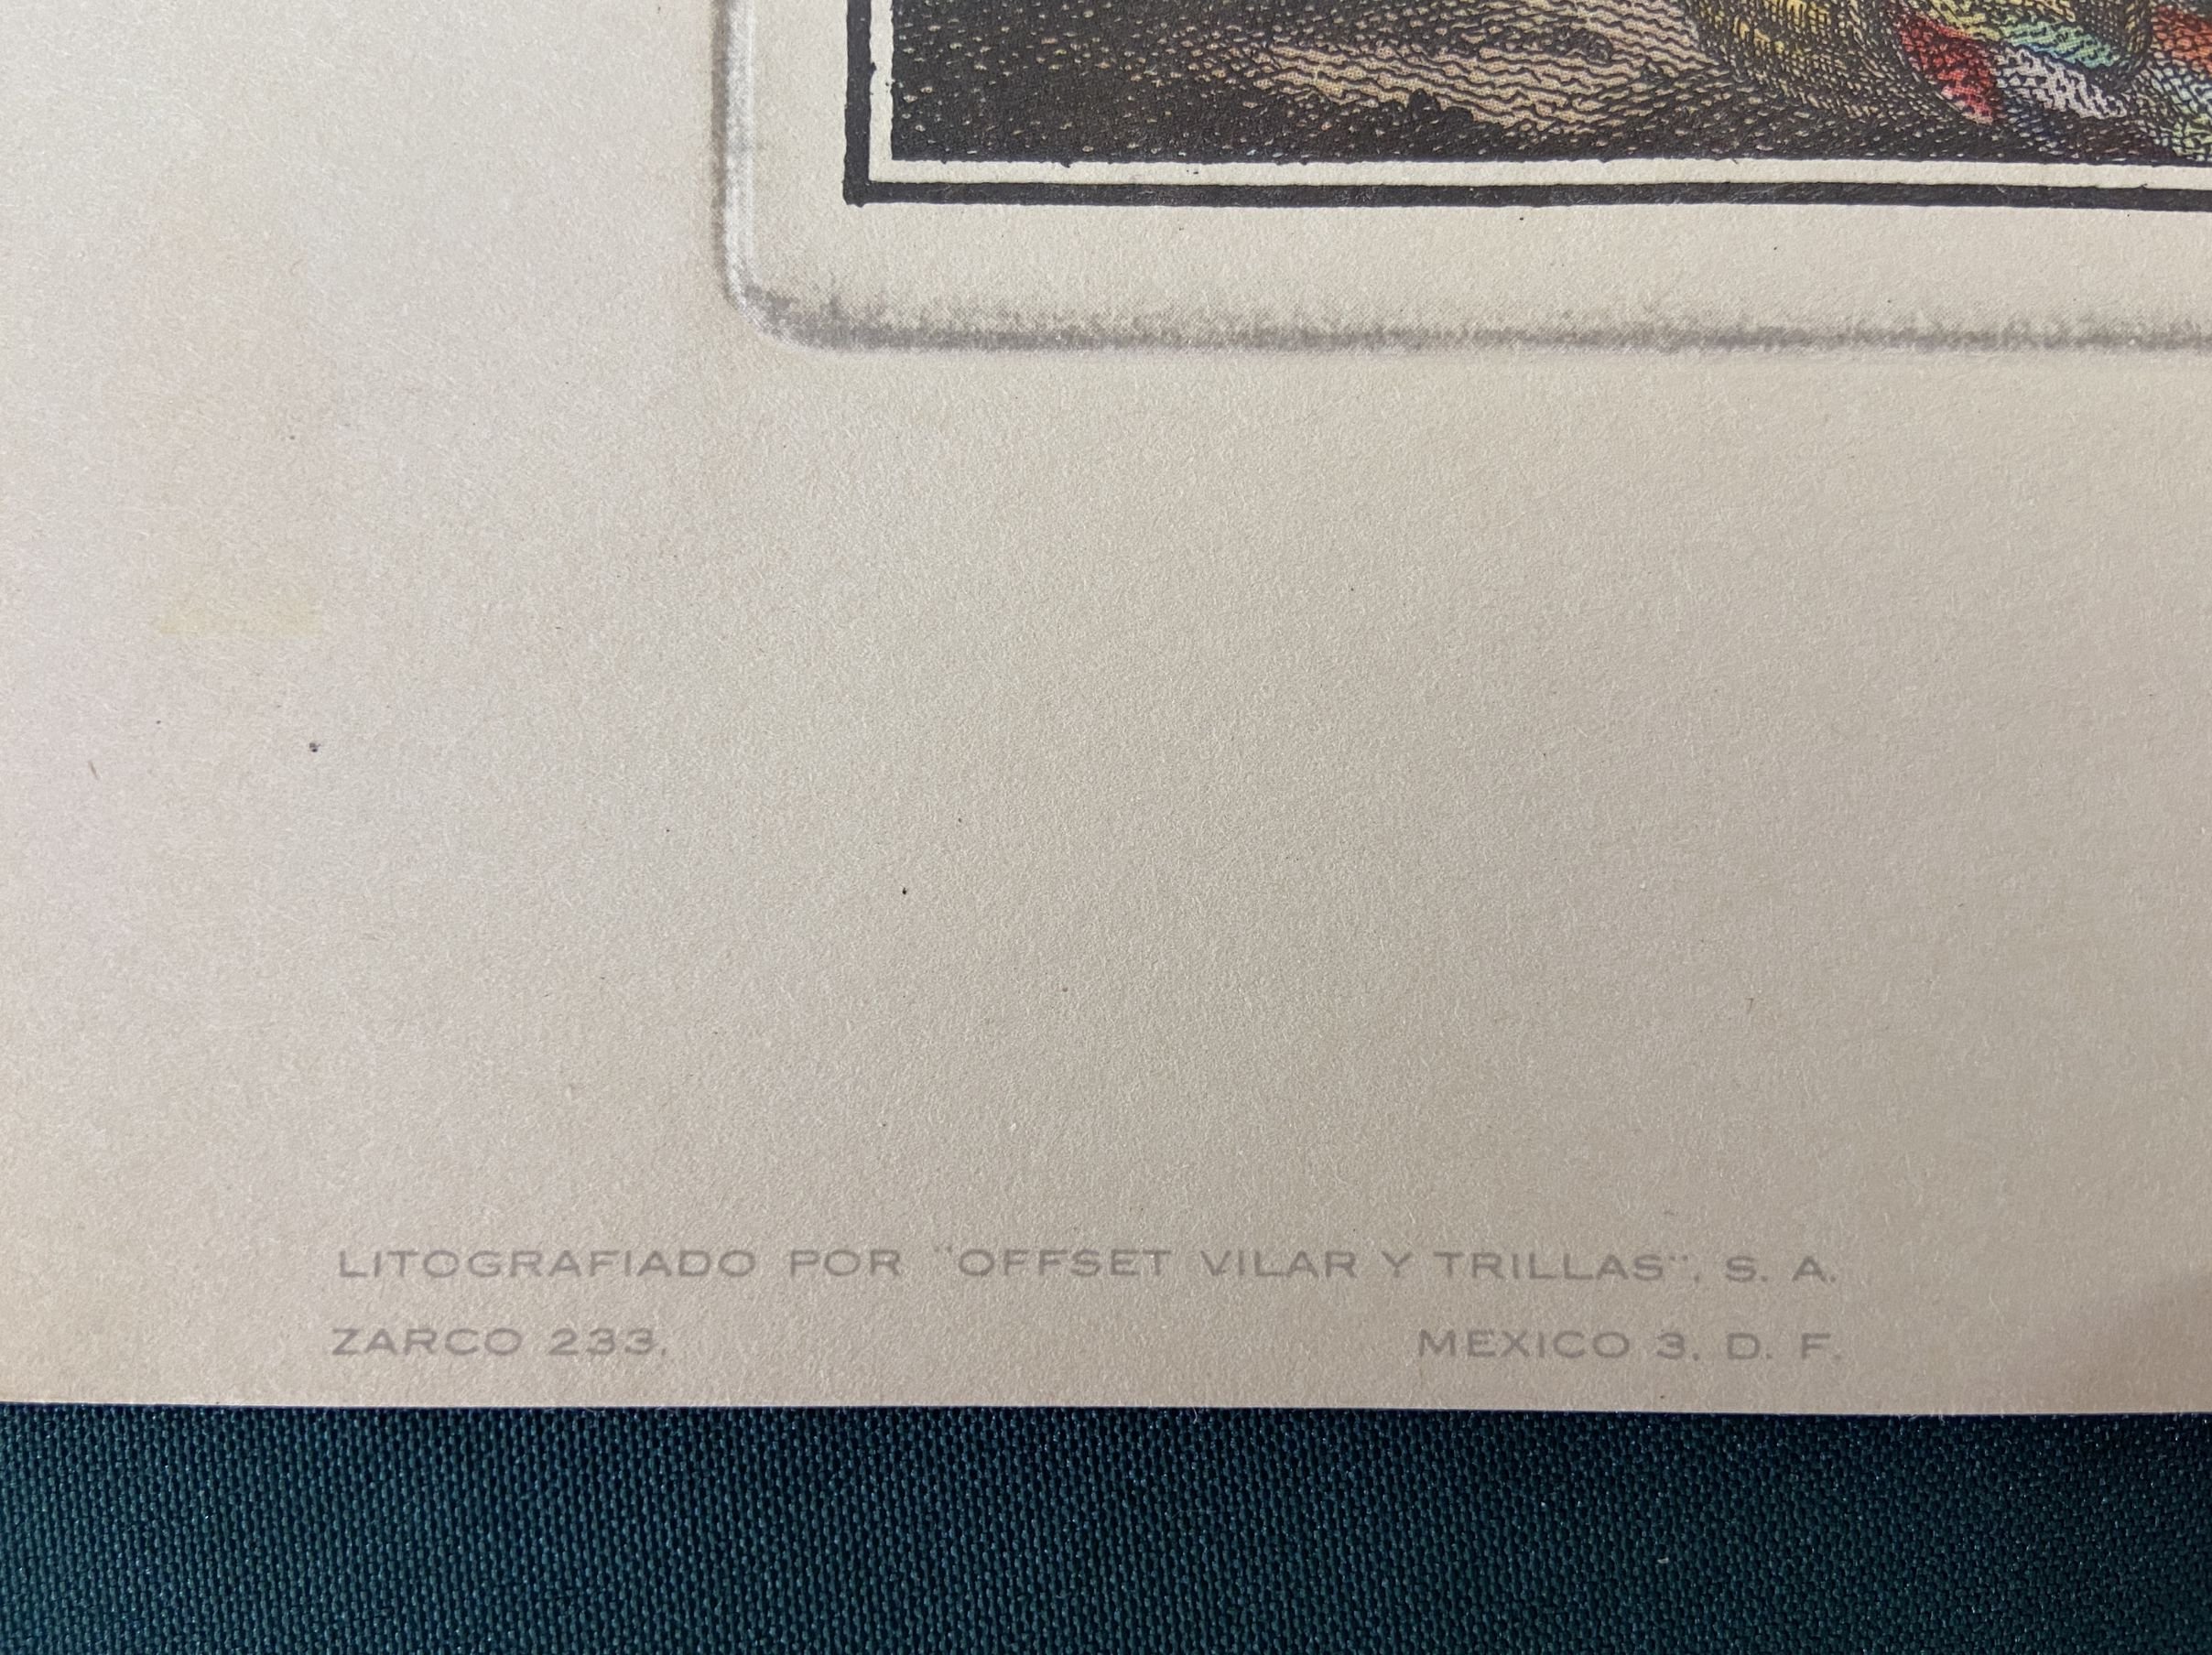 LITOGRAFIADO POR "OFFSET VILAR Y TRILLAS", S. A.
ZARCO 233. MEXICO 3, D. F.